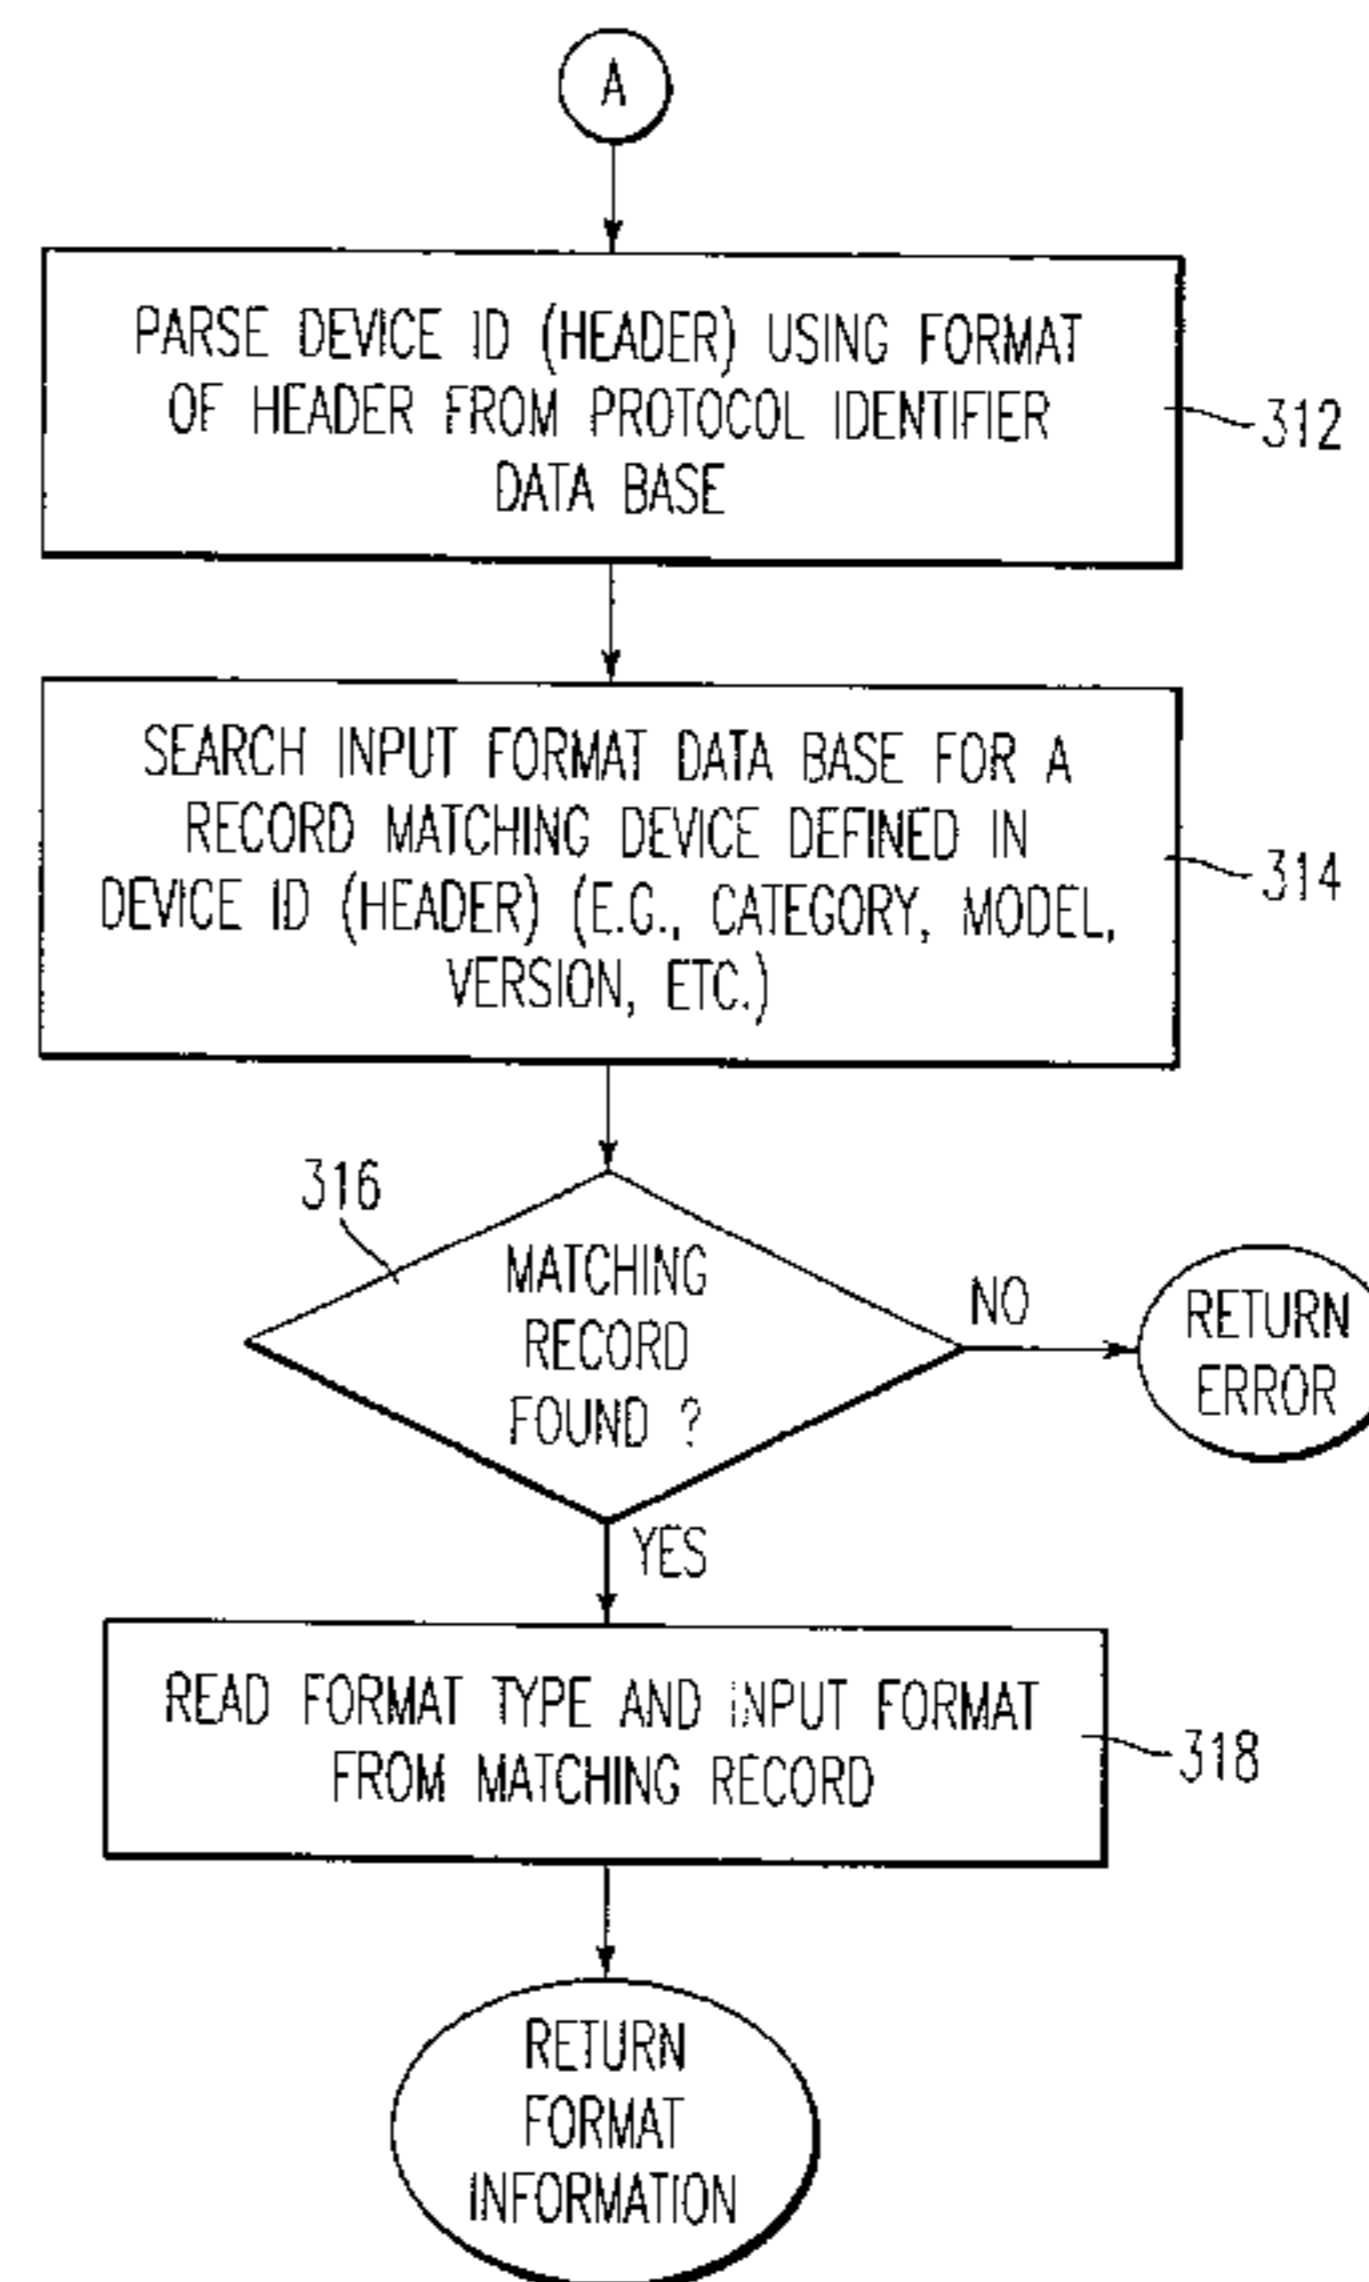 A
PARSE DEVICE ID (HEADER) USING FORMAT
OF HEADER FROM PROTOCOL IDENTIFIER
DATA BASE
312
SEARCH INPUT FORMAT DATA BASE FOR A
RECORD MATCHING DEVICE DEFINED IN
DEVICE ID (HEADER) (E.G., CATEGORY, MODEL,
VERSION, ETC.)
314
316
MATCHING
RECORD
FOUND ?
NO
RETURN
ERROR
YES
READ FORMAT TYPE AND INPUT FORMAT
FROM MATCHING RECORD
318
RETURN
FORMAT
INFORMATION